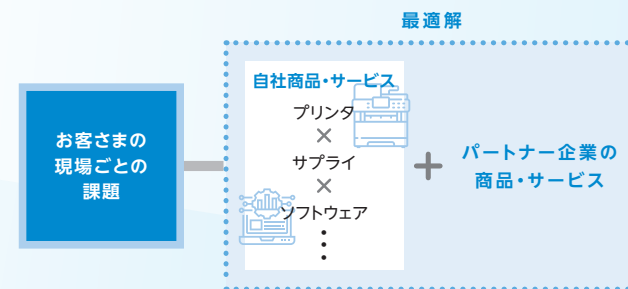 最適解
お客さまの
現場ごとの
課題
自社商品・サービス
プリンタ
×
サプライ
×
ソフトウェア
・
・
・
+
パートナー企業の
商品・サービス